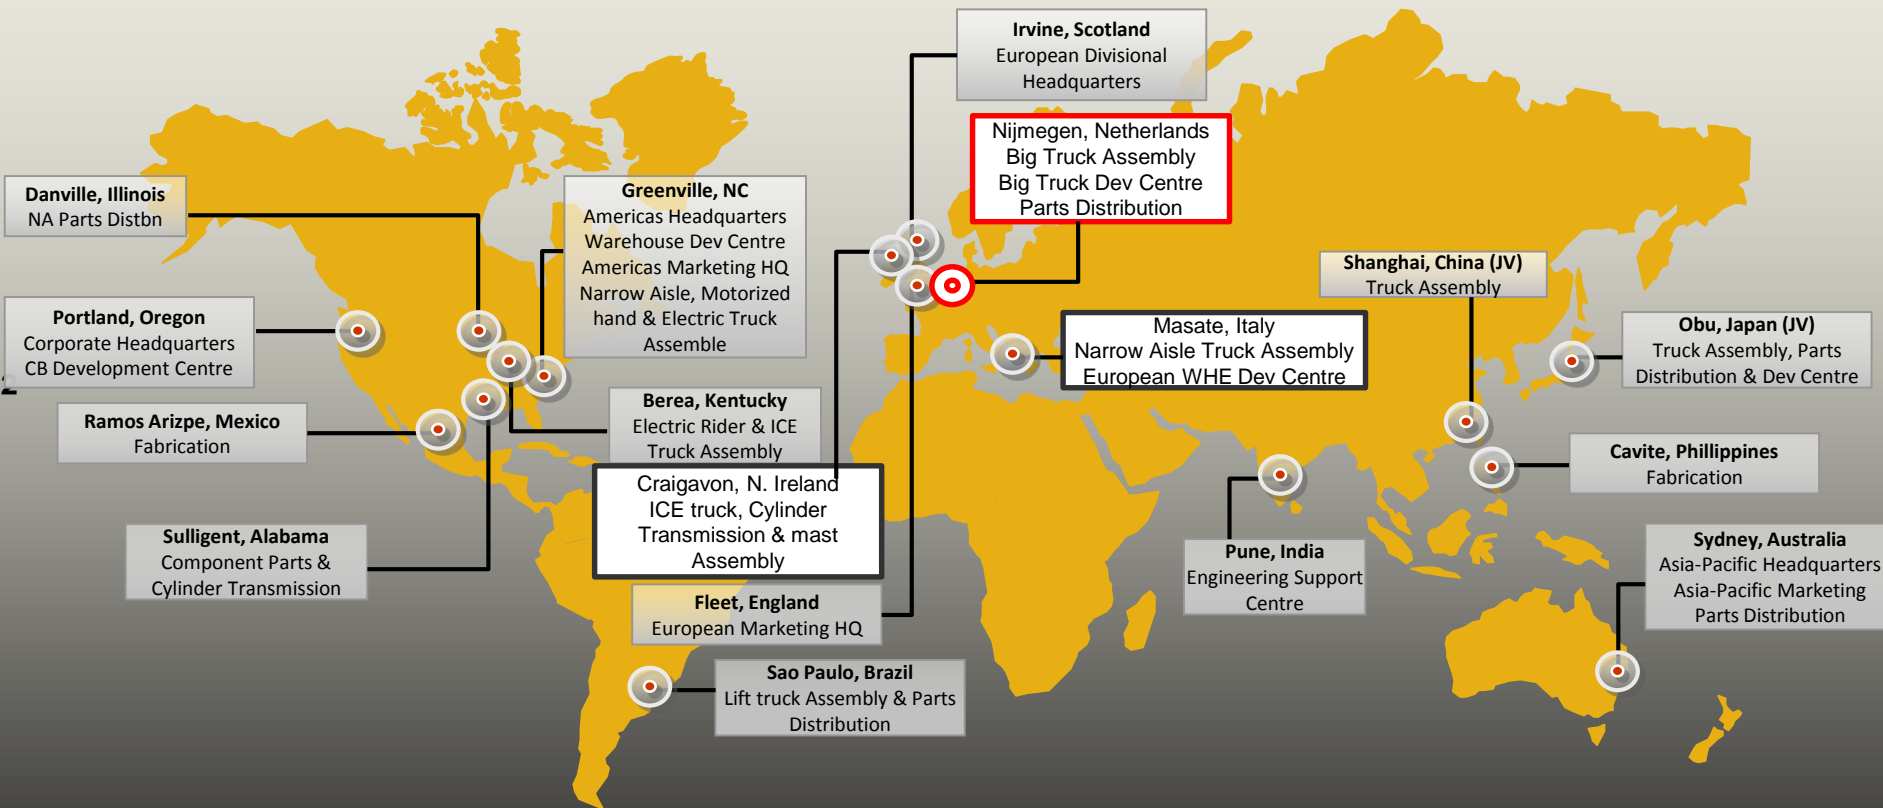 Irvine, Scotland
European Divisional
Headquarters
Nijmegen, Netherlands
Big Truck Assembly
Big Truck Dev Centre
Parts Distribution
Danville, Illinois
NA Parts Distbn
Greenville, NC
Americas Headquarters
Warehouse Dev Centre
Americas Marketing HQ
Narrow Aisle, Motorized
hand & Electric Truck
Assemble
Shanghai, China (JV)
Truck Assembly
Portland, Oregon
Corporate Headquarters
CB Development Centre
2
Masate, Italy
Narrow Aisle Truck Assembly
European WHE Dev Centre
Obu, Japan (JV)
Truck Assembly, Parts
Distribution & Dev Centre
Ramos Arizpe, Mexico
Fabrication
Berea, Kentucky
Electric Rider & ICE
Truck Assembly
Cavite, Phillippines
Fabrication
Craigavon, N. Ireland
ICE truck, Cylinder
Transmission & mast
Assembly
Sulligent, Alabama
Component Parts &
Cylinder Transmission
Pune, India
Engineering Support
Centre
Sydney, Australia
Asia-Pacific Headquarters
Asia-Pacific Marketing
Parts Distribution
Fleet, England
European Marketing HQ
Sao Paulo, Brazil
Lift truck Assembly & Parts
Distribution